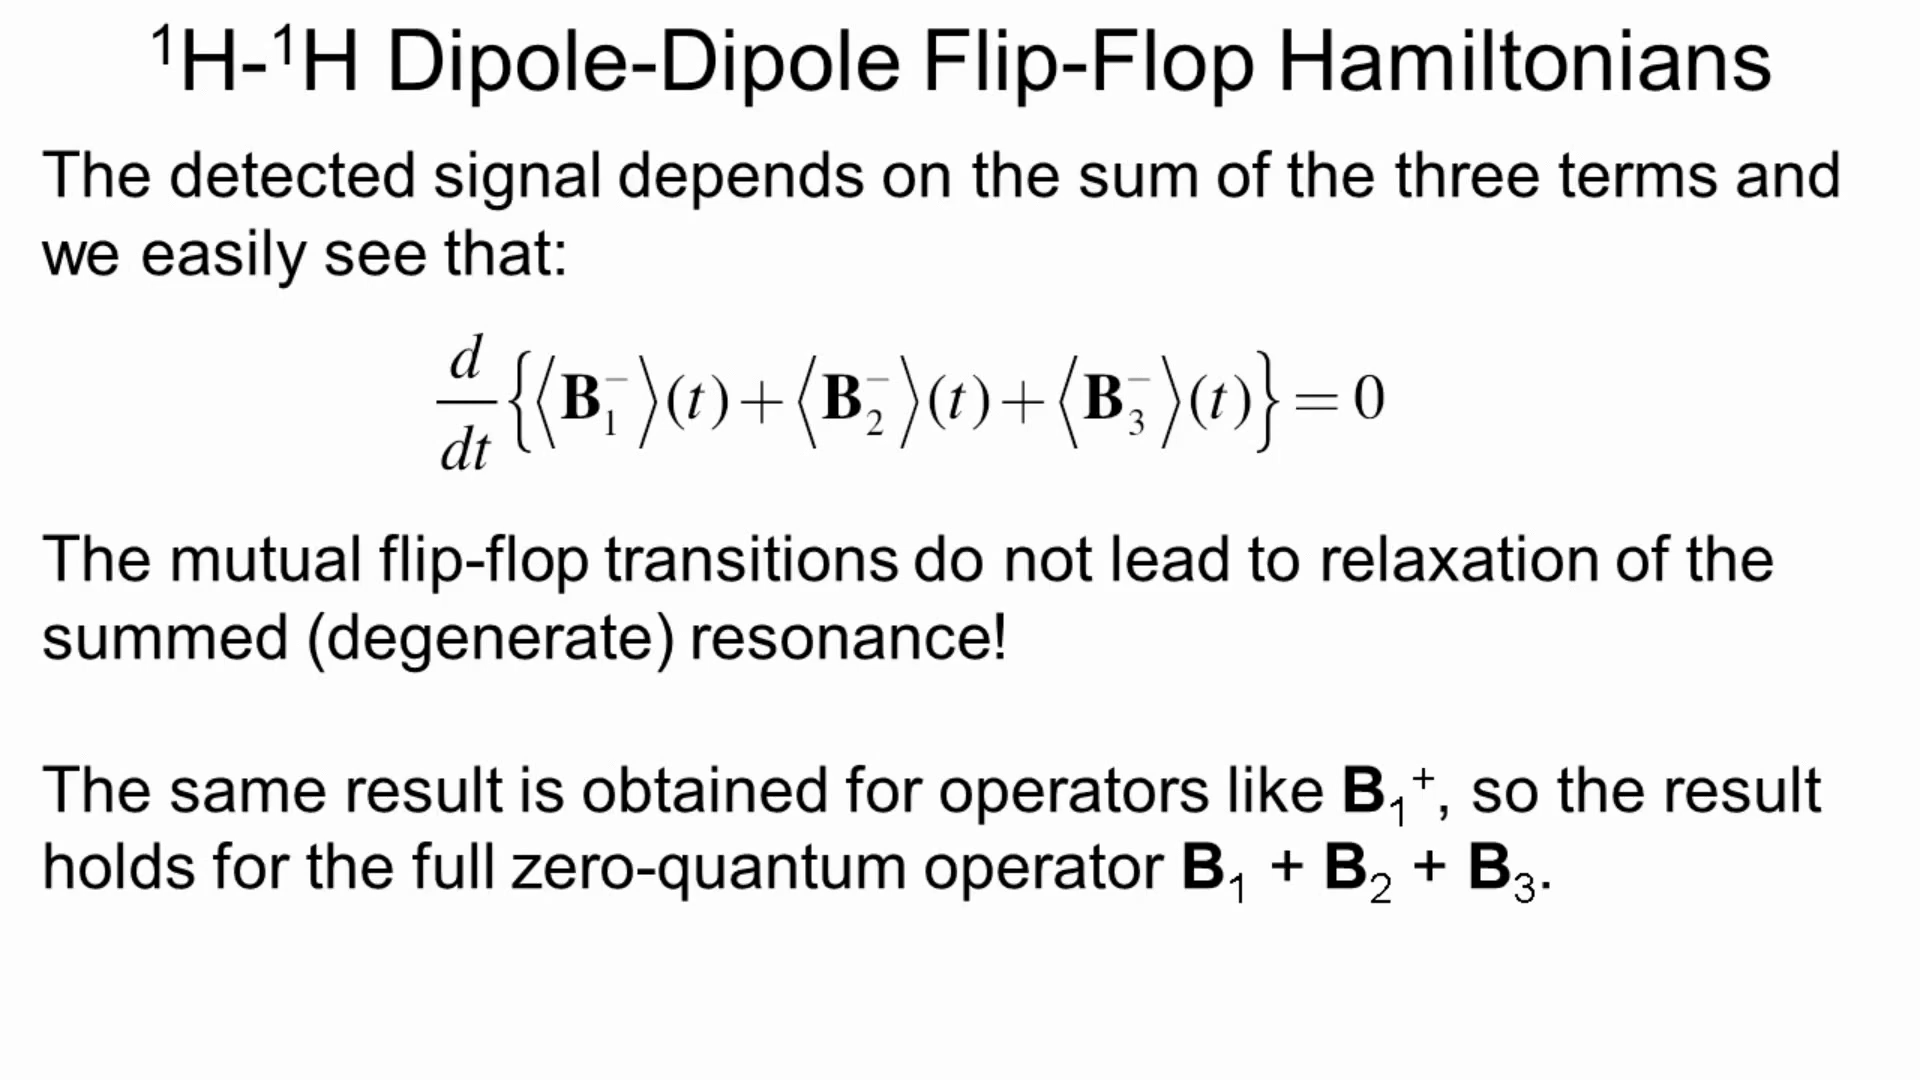 ¹H-¹H Dipole-Dipole Flip-Flop Hamiltonians
The detected signal depends on the sum of the three terms and
we easily see that:
d/dt {⟨B₁⁻⟩(t) + ⟨B₂⁻⟩(t) + ⟨B₃⁻⟩(t)} = 0
The mutual flip-flop transitions do not lead to relaxation of the
summed (degenerate) resonance!
The same result is obtained for operators like B₁⁺, so the result
holds for the full zero-quantum operator B₁ + B₂ + B₃.